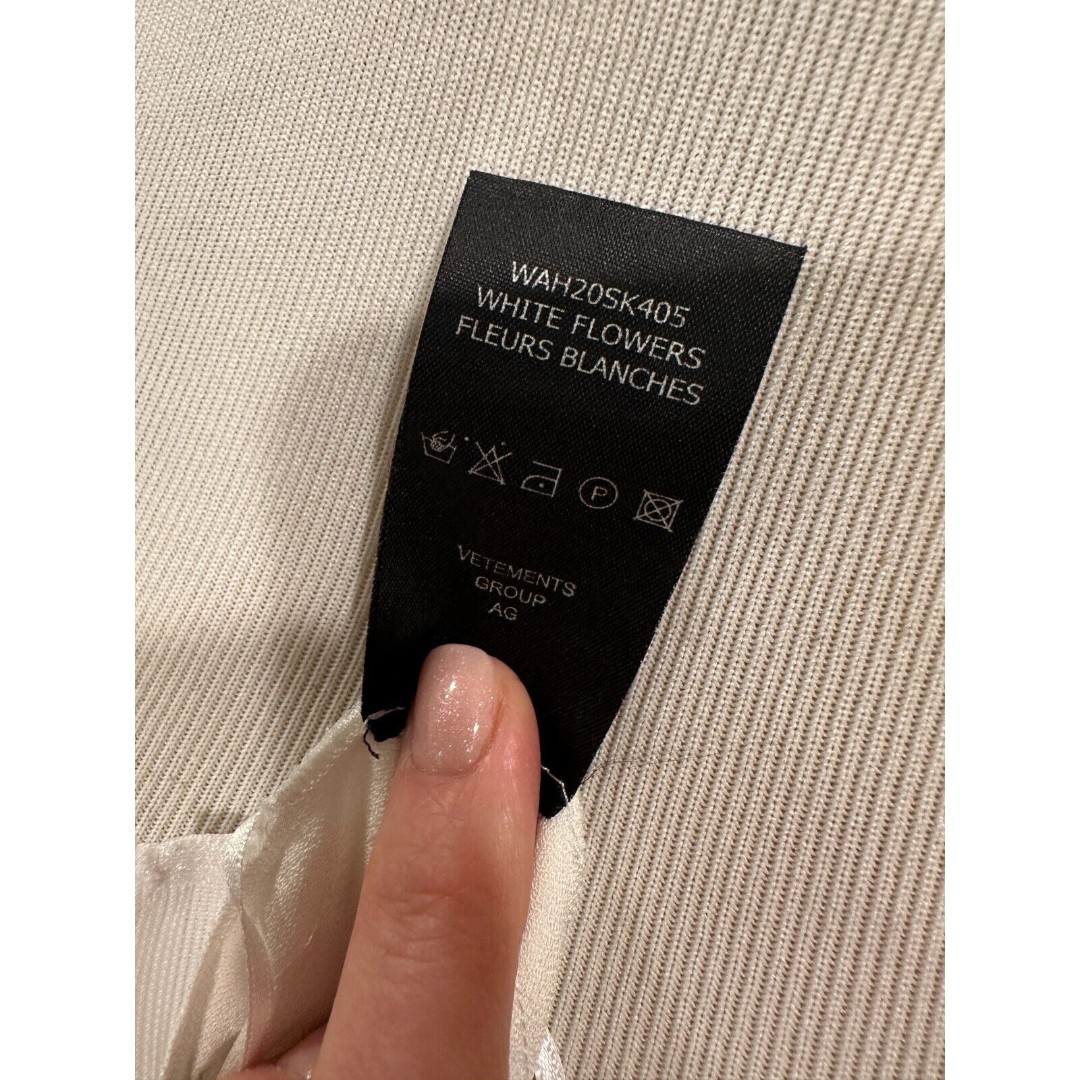 WAH20SK405
WHITE FLOWERS
FLEURS BLANCHES
P
VETEMENTS
GROUP
AG